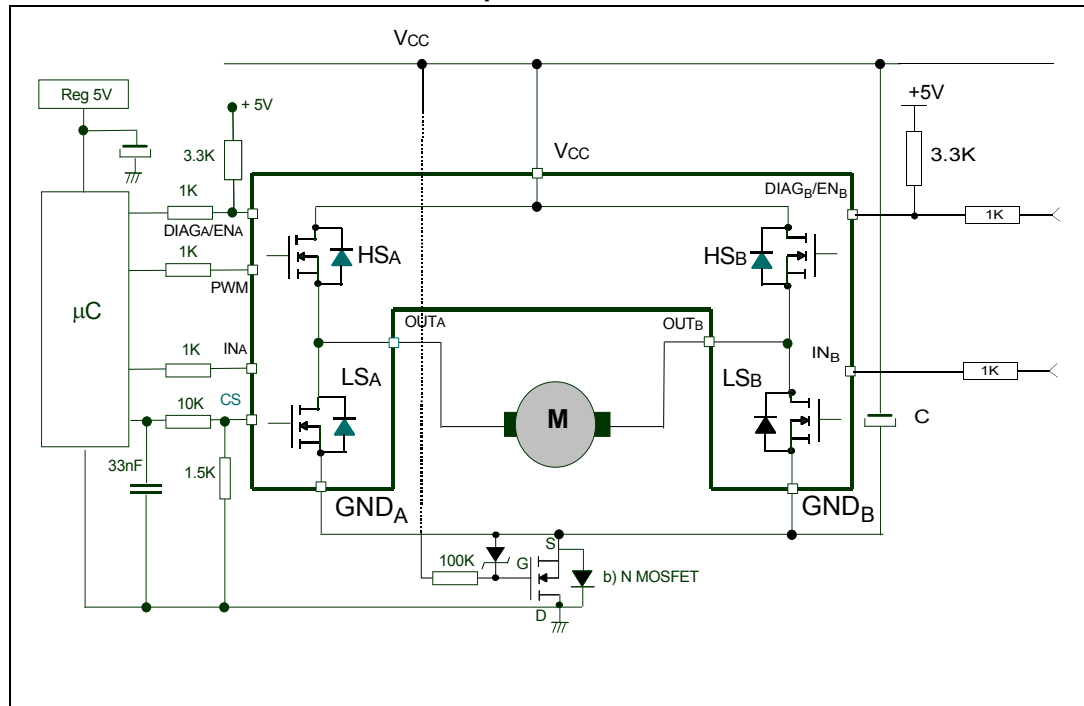 VCC
Reg 5V
+ 5V
+5V
3.3K
VCC
3.3K
DIAGB/ENB
1K
1K
DIAGA/ENA
HSA
HSB
1K
PWM
µC
OUTA
OUTB
1K
INA
INB
LSA
LSB
1K
CS
10K
M
C
33nF
1.5K
GNDA
GNDB
S
100K
G
b) N MOSFET
D